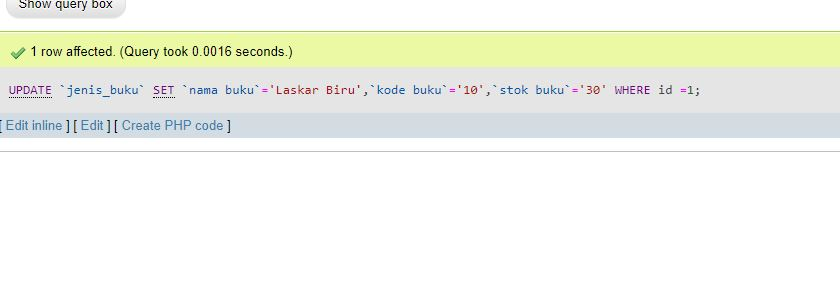 Show query box
1 row affected. (Query took 0.0016 seconds.)
UPDATE `jenis_buku` SET `nama buku`='Laskar Biru',`kode buku`='10',`stok buku`='30' WHERE id =1;
[ Edit inline ] [ Edit ] [ Create PHP code ]